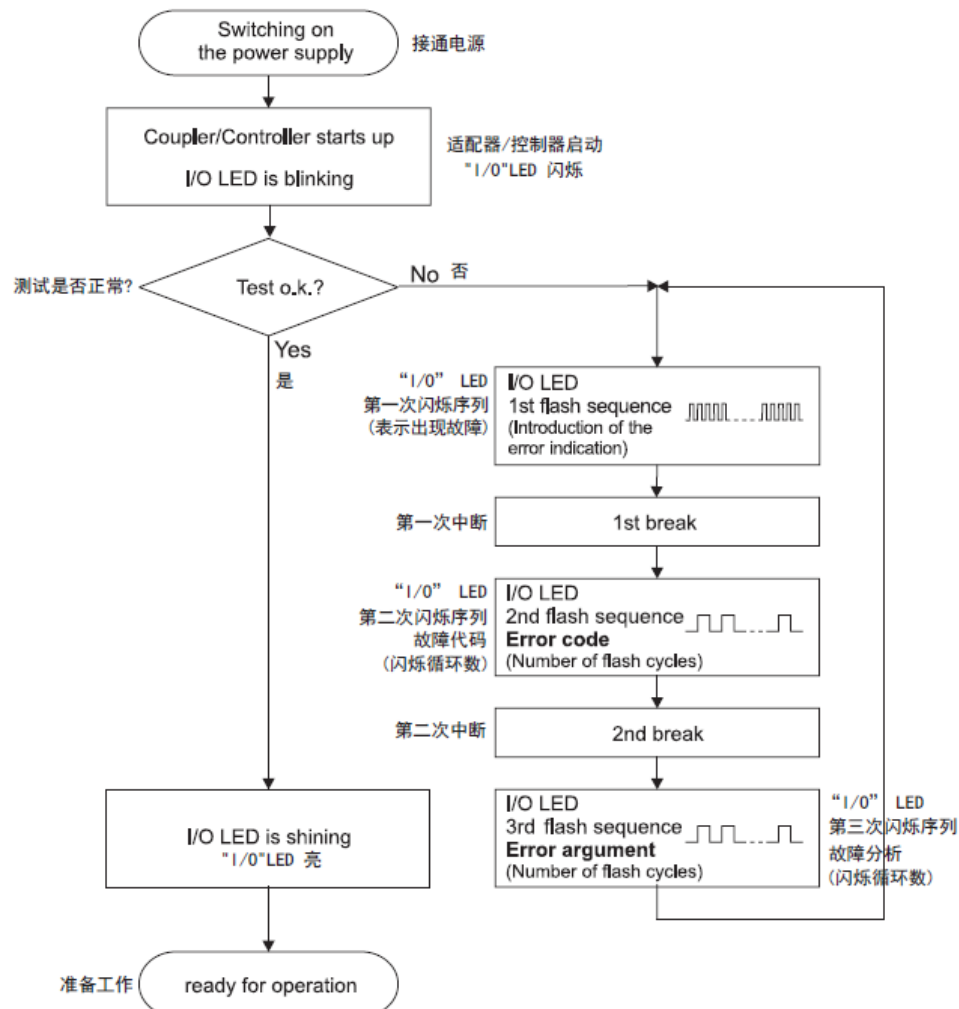 Switching on
the power supply
接通电源
Coupler/Controller starts up
I/O LED is blinking
适配器/控制器启动
"I/O"LED 闪烁
测试是否正常?
Test o.k.?
No 否
Yes
是
“I/O” LED
第一次闪烁序列
(表示出现故障)
I/O LED
1st flash sequence
(Introduction of the
error indication)
第一次中断
1st break
“I/O” LED
第二次闪烁序列
故障代码
(闪烁循环数)
I/O LED
2nd flash sequence
Error code
(Number of flash cycles)
第二次中断
2nd break
I/O LED
3rd flash sequence
Error argument
(Number of flash cycles)
“I/O” LED
第三次闪烁序列
故障分析
(闪烁循环数)
I/O LED is shining
"I/O"LED 亮
准备工作
ready for operation